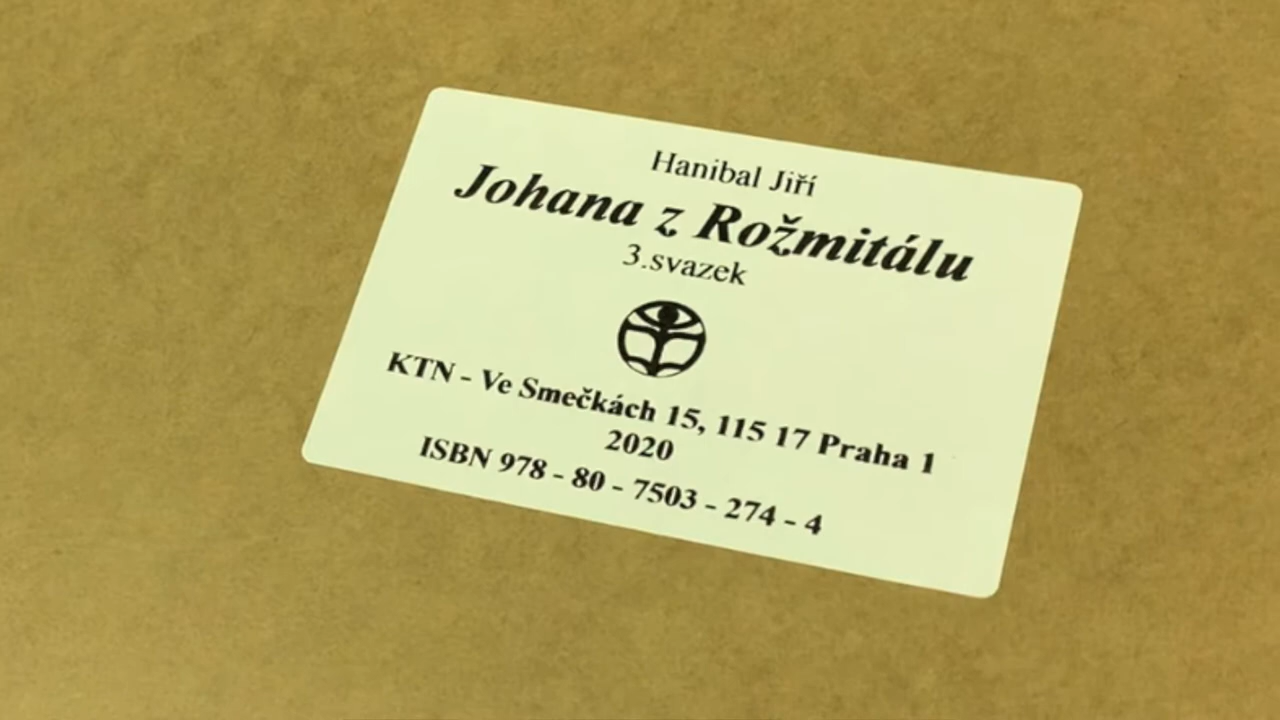 Hanibal Jiří
Johana z Rožmitálu
3.svazek
KTN - Ve Smečkách 15, 115 17 Praha 1
2020
ISBN 978 - 80 - 7503 - 274 - 4